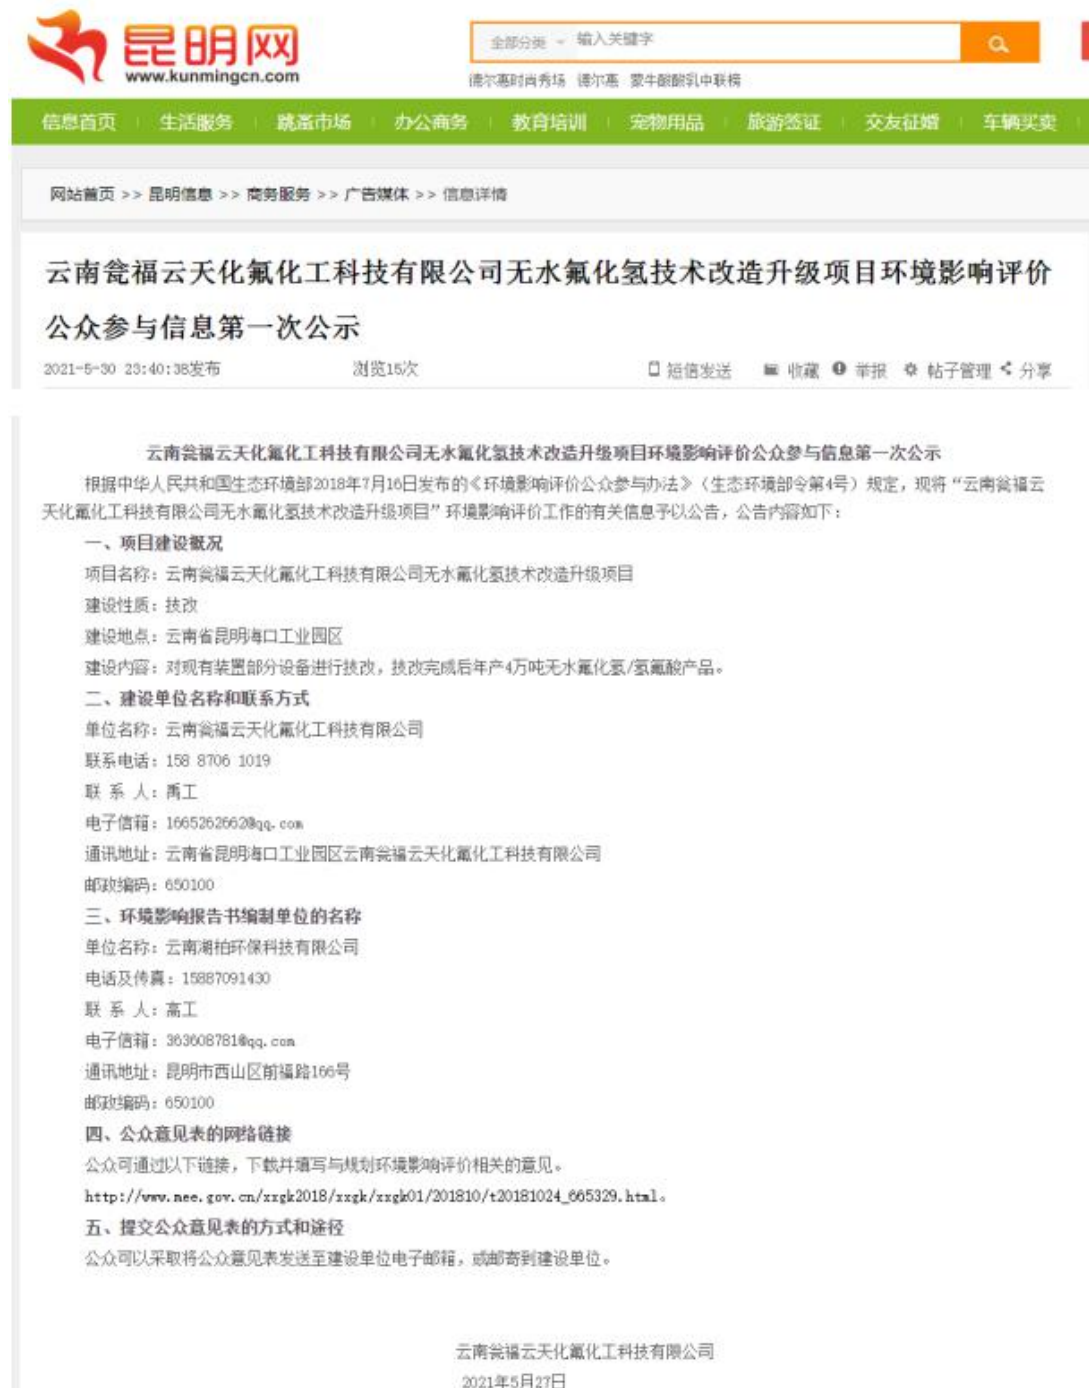 昆明网
www.kunmingcn.com
全部分类 输入关键字
德尔惠时尚秀场 德尔惠 蒙牛酸酸乳中联榜
信息首页 生活服务 跳蚤市场 办公商务 教育培训 宠物用品 旅游签证 交友征婚 车辆买卖
网站首页 >> 昆明信息 >> 商务服务 >> 广告媒体 >> 信息详情
云南瓮福云天化氟化工科技有限公司无水氟化氢技术改造升级项目环境影响评价
公众参与信息第一次公示
2021-5-30 23:40:38发布 浏览15次 短信发送 收藏 举报 帖子管理 分享
云南瓮福云天化氟化工科技有限公司无水氟化氢技术改造升级项目环境影响评价公众参与信息第一次公示
根据中华人民共和国生态环境部2018年7月16日发布的《环境影响评价公众参与办法》（生态环境部令第4号）规定，现将“云南瓮福云
天化氟化工科技有限公司无水氟化氢技术改造升级项目”环境影响评价工作的有关信息予以公告，公告内容如下：
一、项目建设概况
项目名称：云南瓮福云天化氟化工科技有限公司无水氟化氢技术改造升级项目
建设性质：技改
建设地点：云南省昆明海口工业园区
建设内容：对现有装置部分设备进行技改，技改完成后年产4万吨无水氟化氢/氢氟酸产品。
二、建设单位名称和联系方式
单位名称：云南瓮福云天化氟化工科技有限公司
联系电话：158 8706 1019
联 系 人：禹工
电子信箱：1665262662@qq.com
通讯地址：云南省昆明海口工业园区云南瓮福云天化氟化工科技有限公司
邮政编码：650100
三、环境影响报告书编制单位的名称
单位名称：云南湖柏环保科技有限公司
电话及传真：15887091430
联 系 人：高工
电子信箱：363608781@qq.com
通讯地址：昆明市西山区前福路166号
邮政编码：650100
四、公众意见表的网络链接
公众可通过以下链接，下载并填写与规划环境影响评价相关的意见。
http://www.mee.gov.cn/xxgk2018/xxgk/xxgk01/201810/t20181024_665329.html。
五、提交公众意见表的方式和途径
公众可以采取将公众意见表发送至建设单位电子邮箱，或邮寄到建设单位。
云南瓮福云天化氟化工科技有限公司
2021年5月27日